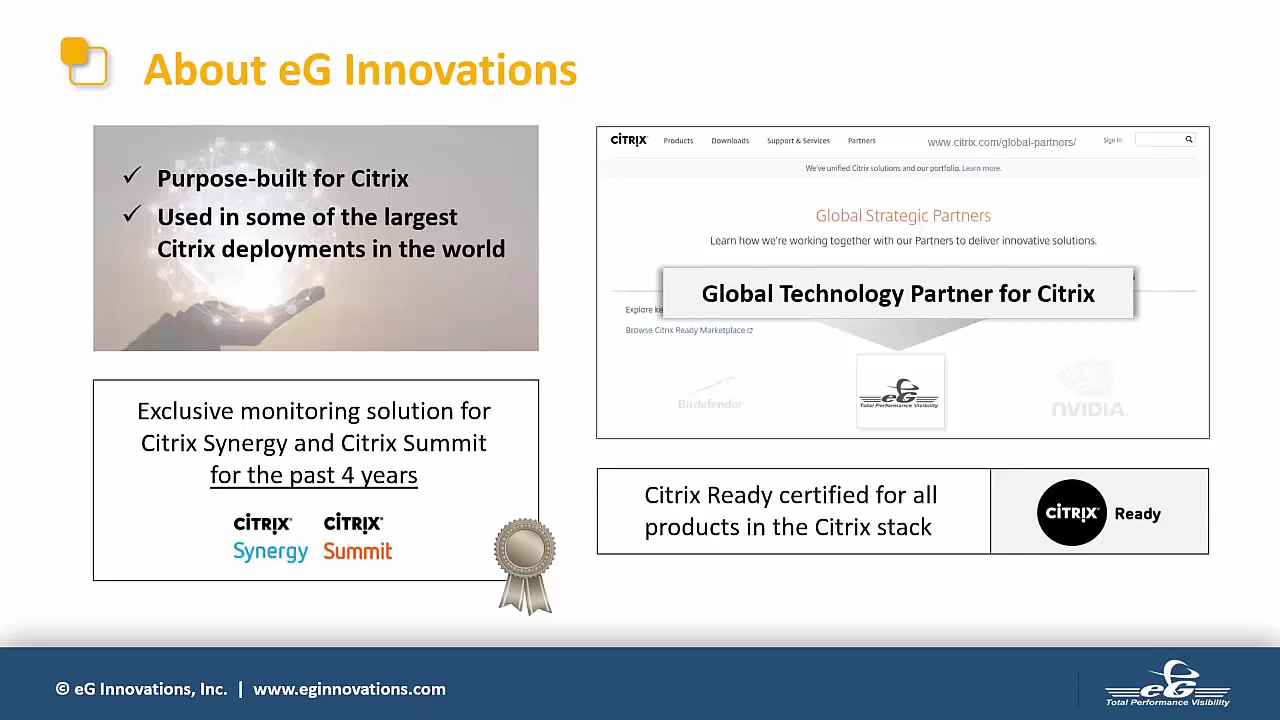 About eG Innovations
✓ Purpose-built for Citrix
✓ Used in some of the largest
Citrix deployments in the world
Exclusive monitoring solution for
Citrix Synergy and Citrix Summit
for the past 4 years
CITRIX
Synergy
CITRIX
Summit
CITRIX
Products
Downloads
Support & Services
Partners
www.citrix.com/global-partners/
Sign in
We've unified Citrix solutions and our portfolio. Learn more.
Global Strategic Partners
Learn how we're working together with our Partners to deliver innovative solutions.
Global Technology Partner for Citrix
Explore
Browse Citrix Ready Marketplace
Bitdefender
eG
Total Performance Visibility
NVIDIA.
Citrix Ready certified for all
products in the Citrix stack
CITRIX Ready
© eG Innovations, Inc. | www.eginnovations.com
eG
Total Performance Visibility